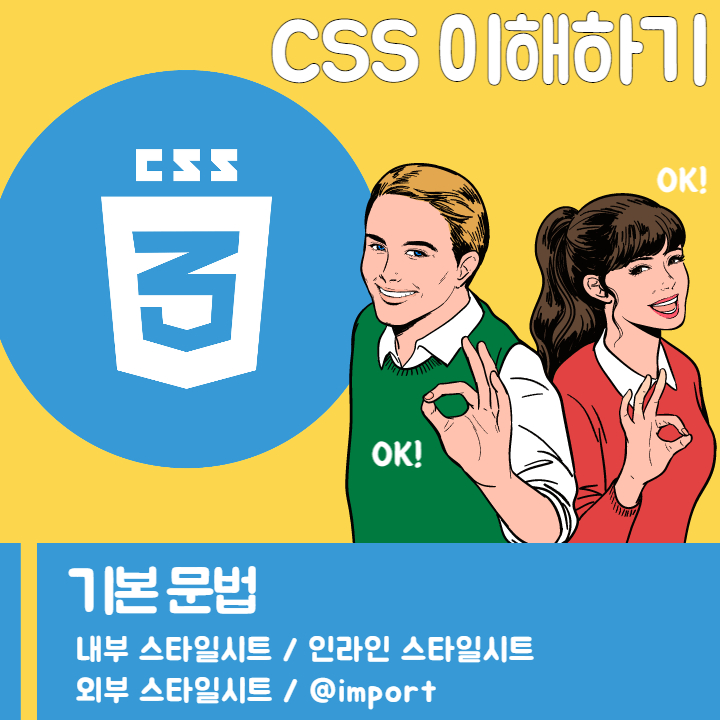 CSS 이해하기
CSS
3
OK!
OK!
기본 문법
내부 스타일시트 / 인라인 스타일시트
외부 스타일시트 / @import